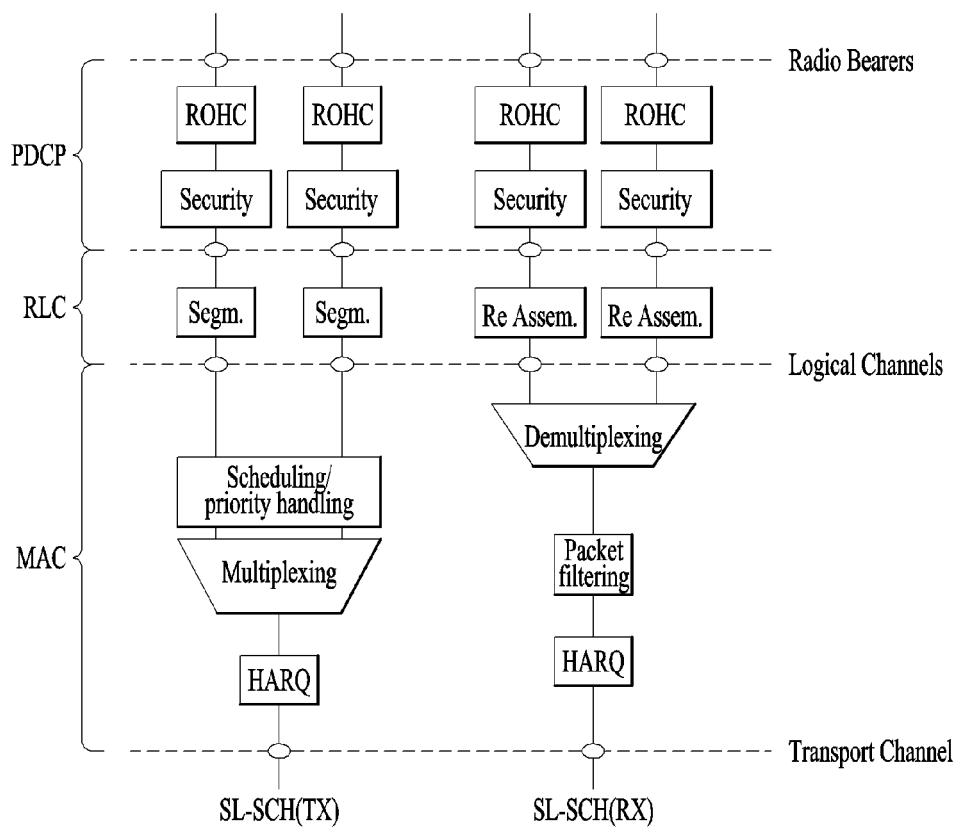 Radio Bearers
ROHC
ROHC
ROHC
ROHC
PDCP
Security
Security
Security
Security
RLC
Segm.
Segm.
Re Assem.
Re Assem.
Logical Channels
Demultiplexing
Scheduling/
priority handling
MAC
Multiplexing
Packet
filtering
HARQ
HARQ
Transport Channel
SL-SCH(TX)
SL-SCH(RX)